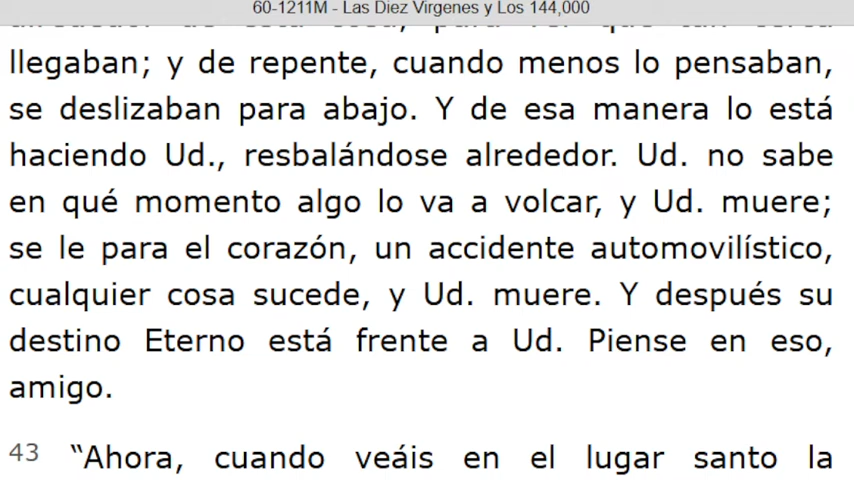 60-1211M - Las Diez Virgenes y Los 144,000
llegaban; y de repente, cuando menos lo pensaban,
se deslizaban para abajo. Y de esa manera lo está
haciendo Ud., resbalándose alrededor. Ud. no sabe
en qué momento algo lo va a volcar, y Ud. muere;
se le para el corazón, un accidente automovilístico,
cualquier cosa sucede, y Ud. muere. Y después su
destino Eterno está frente a Ud. Piense en eso,
amigo.
43 “Ahora, cuando veáis en el lugar santo la